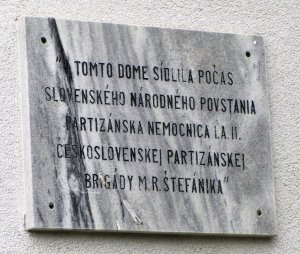 "V TOMTO DOME SÍDLILA POČAS
SLOVENSKÉHO NÁRODNÉHO POVSTANIA
PARTIZÁNSKA NEMOCNICA I.A II.
ČESKOSLOVENSKEJ PARTIZÁNSKEJ
BRIGÁDY M.R.ŠTEFÁNIKA"